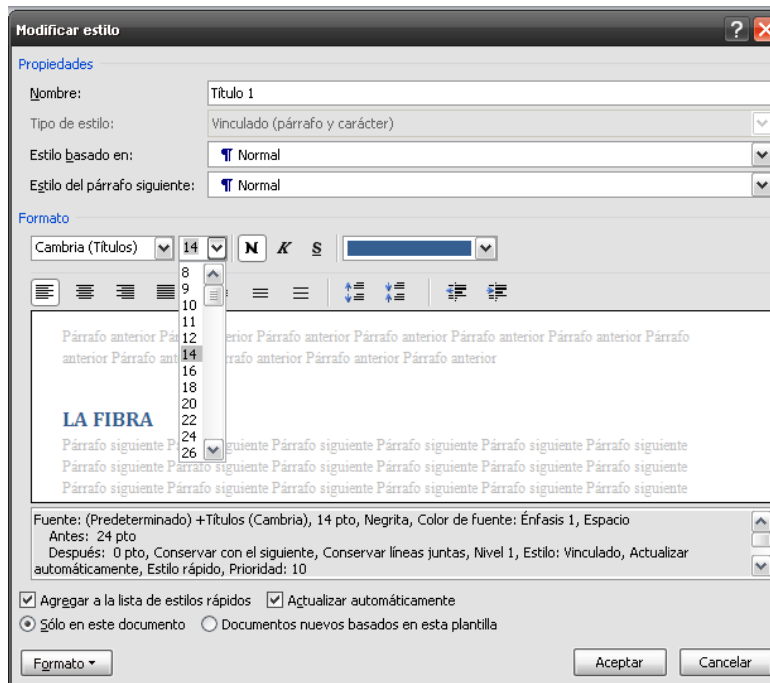 Modificar estilo
Propiedades
Nombre: Título 1
Tipo de estilo: Vinculado (párrafo y carácter)
Estilo basado en: ¶ Normal
Estilo del párrafo siguiente: ¶ Normal
Formato
Cambria (Títulos) 14 N K S
8
9
10
11
12
14
16
18
20
22
24
26
Párrafo anterior Párrafo anterior Párrafo anterior Párrafo anterior Párrafo anterior Párrafo
anterior Párrafo anterior Párrafo anterior Párrafo anterior
LA FIBRA
Párrafo siguiente Párrafo siguiente Párrafo siguiente Párrafo siguiente Párrafo siguiente
Párrafo siguiente Párrafo siguiente Párrafo siguiente Párrafo siguiente Párrafo siguiente
Párrafo siguiente Párrafo siguiente Párrafo siguiente Párrafo siguiente Párrafo siguiente
Fuente: (Predeterminado) +Títulos (Cambria), 14 pto, Negrita, Color de fuente: Énfasis 1, Espacio
Antes: 24 pto
Después: 0 pto, Conservar con el siguiente, Conservar líneas juntas, Nivel 1, Estilo: Vinculado, Actualizar
automáticamente, Estilo rápido, Prioridad: 10
Agregar a la lista de estilos rápidos Actualizar automáticamente
Sólo en este documento Documentos nuevos basados en esta plantilla
Formato Aceptar Cancelar